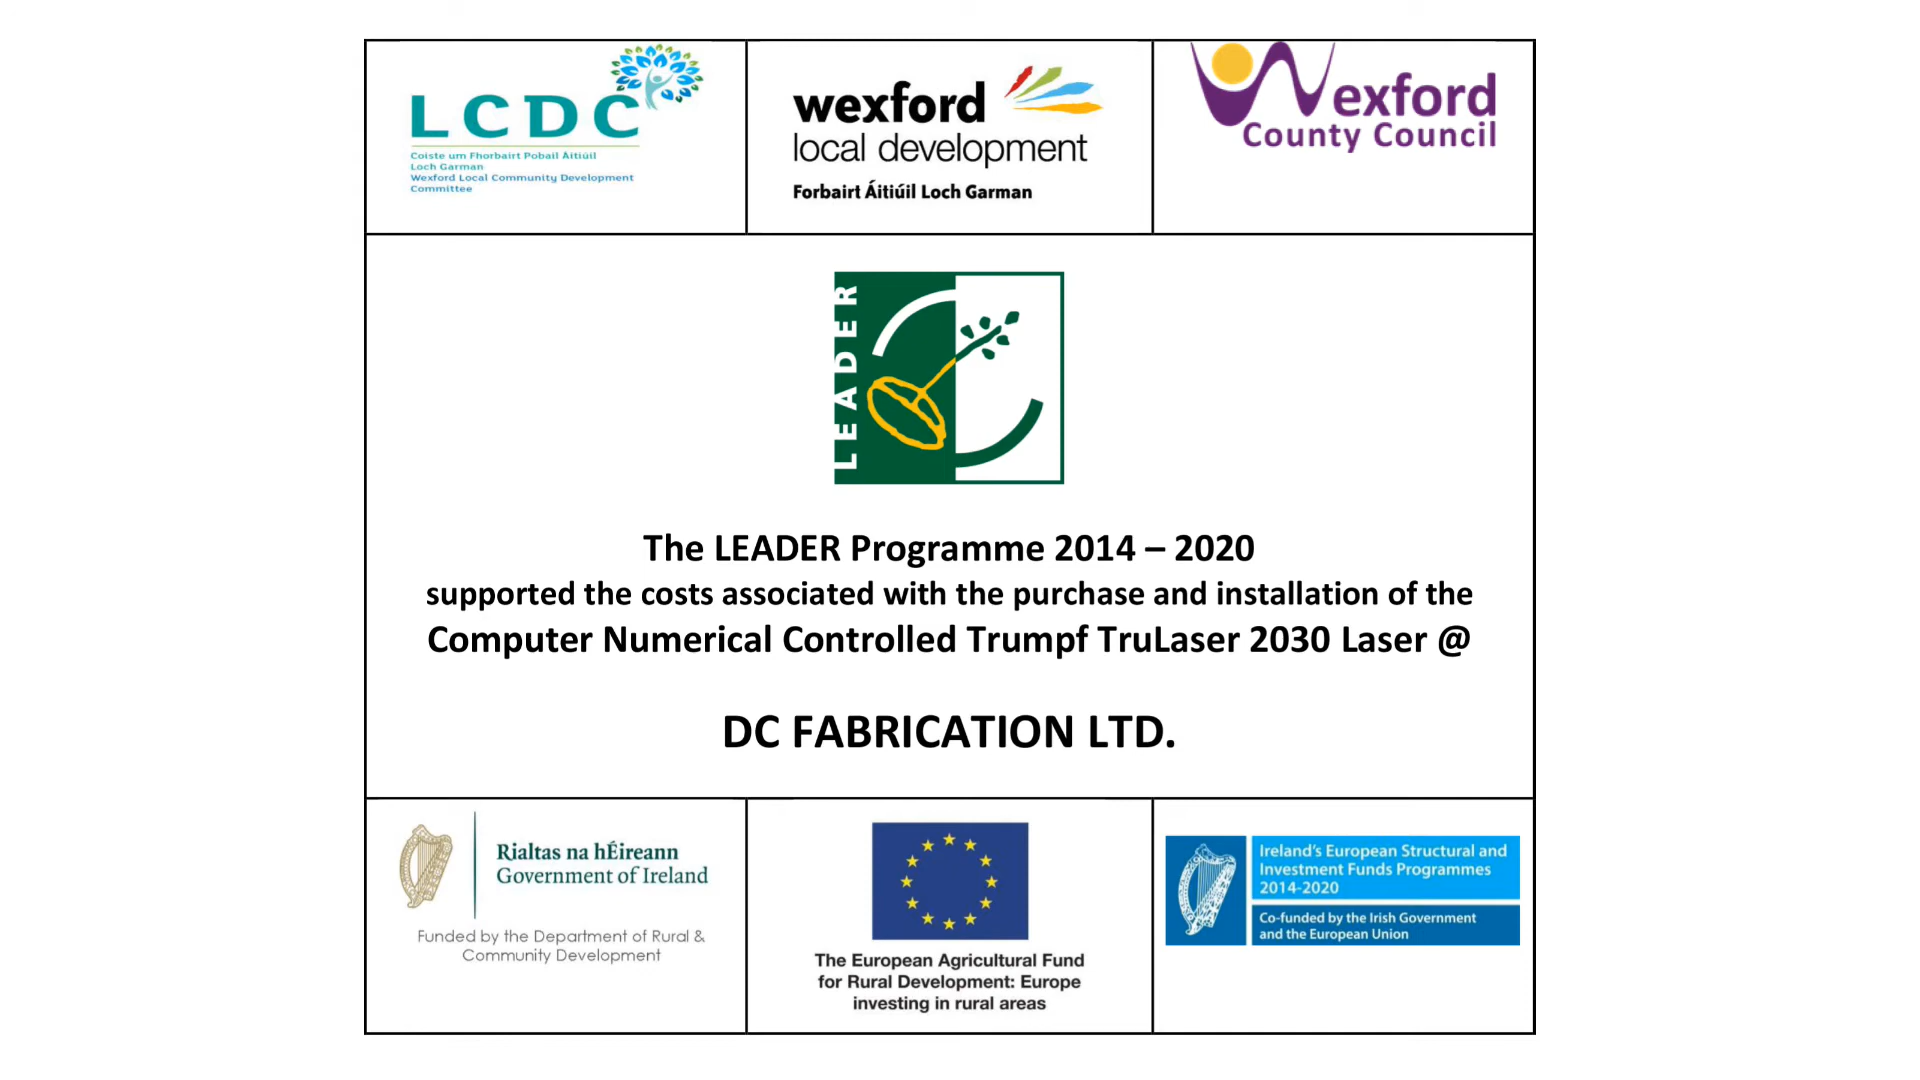 LCDC
Coiste um Fhorbairt Pobail Áitiúil
Loch Garman
Wexford Local Community Development
Committee
wexford
local development
Forbairt Áitiúil Loch Garman
Wexford
County Council
LEADER
The LEADER Programme 2014 – 2020
supported the costs associated with the purchase and installation of the
Computer Numerical Controlled Trumpf TruLaser 2030 Laser @
DC FABRICATION LTD.
Rialtas na hÉireann
Government of Ireland
Funded by the Department of Rural &
Community Development
The European Agricultural Fund
for Rural Development: Europe
investing in rural areas
Ireland's European Structural and
Investment Funds Programmes
2014-2020
Co-funded by the Irish Government
and the European Union